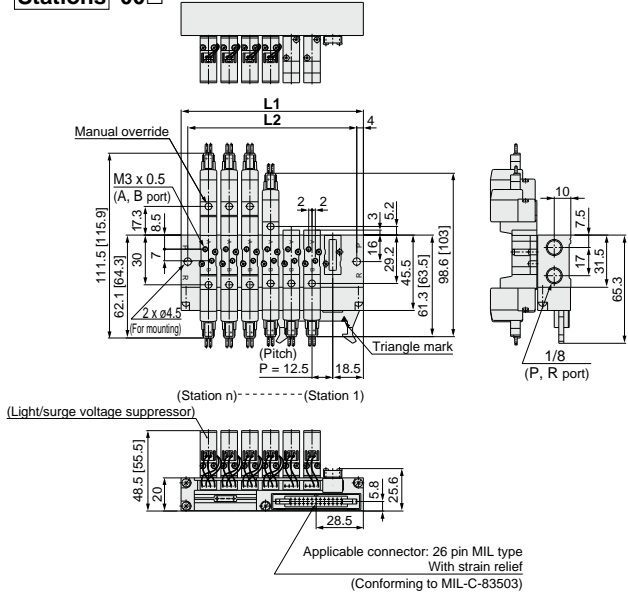 Stations
L1
L2
4
Manual override
M3 x 0.5
(A, B port)
2
2
3
5.2
16
29.2
45.5
61.3 [63.5]
98.6 [103]
111.5 [115.9]
17.3
8.5
30
7
62.1 [64.3]
2 x ø4.5
(For mounting)
P
R
P
R
10
7.5
17
31.5
65.3
1/8
(P, R port)
(Pitch)
P = 12.5
18.5
Triangle mark
(Station n)
(Station 1)
(Light/surge voltage suppressor)
48.5 [55.5]
20
5.8
25.6
28.5
Applicable connector: 26 pin MIL type
With strain relief
(Conforming to MIL-C-83503)